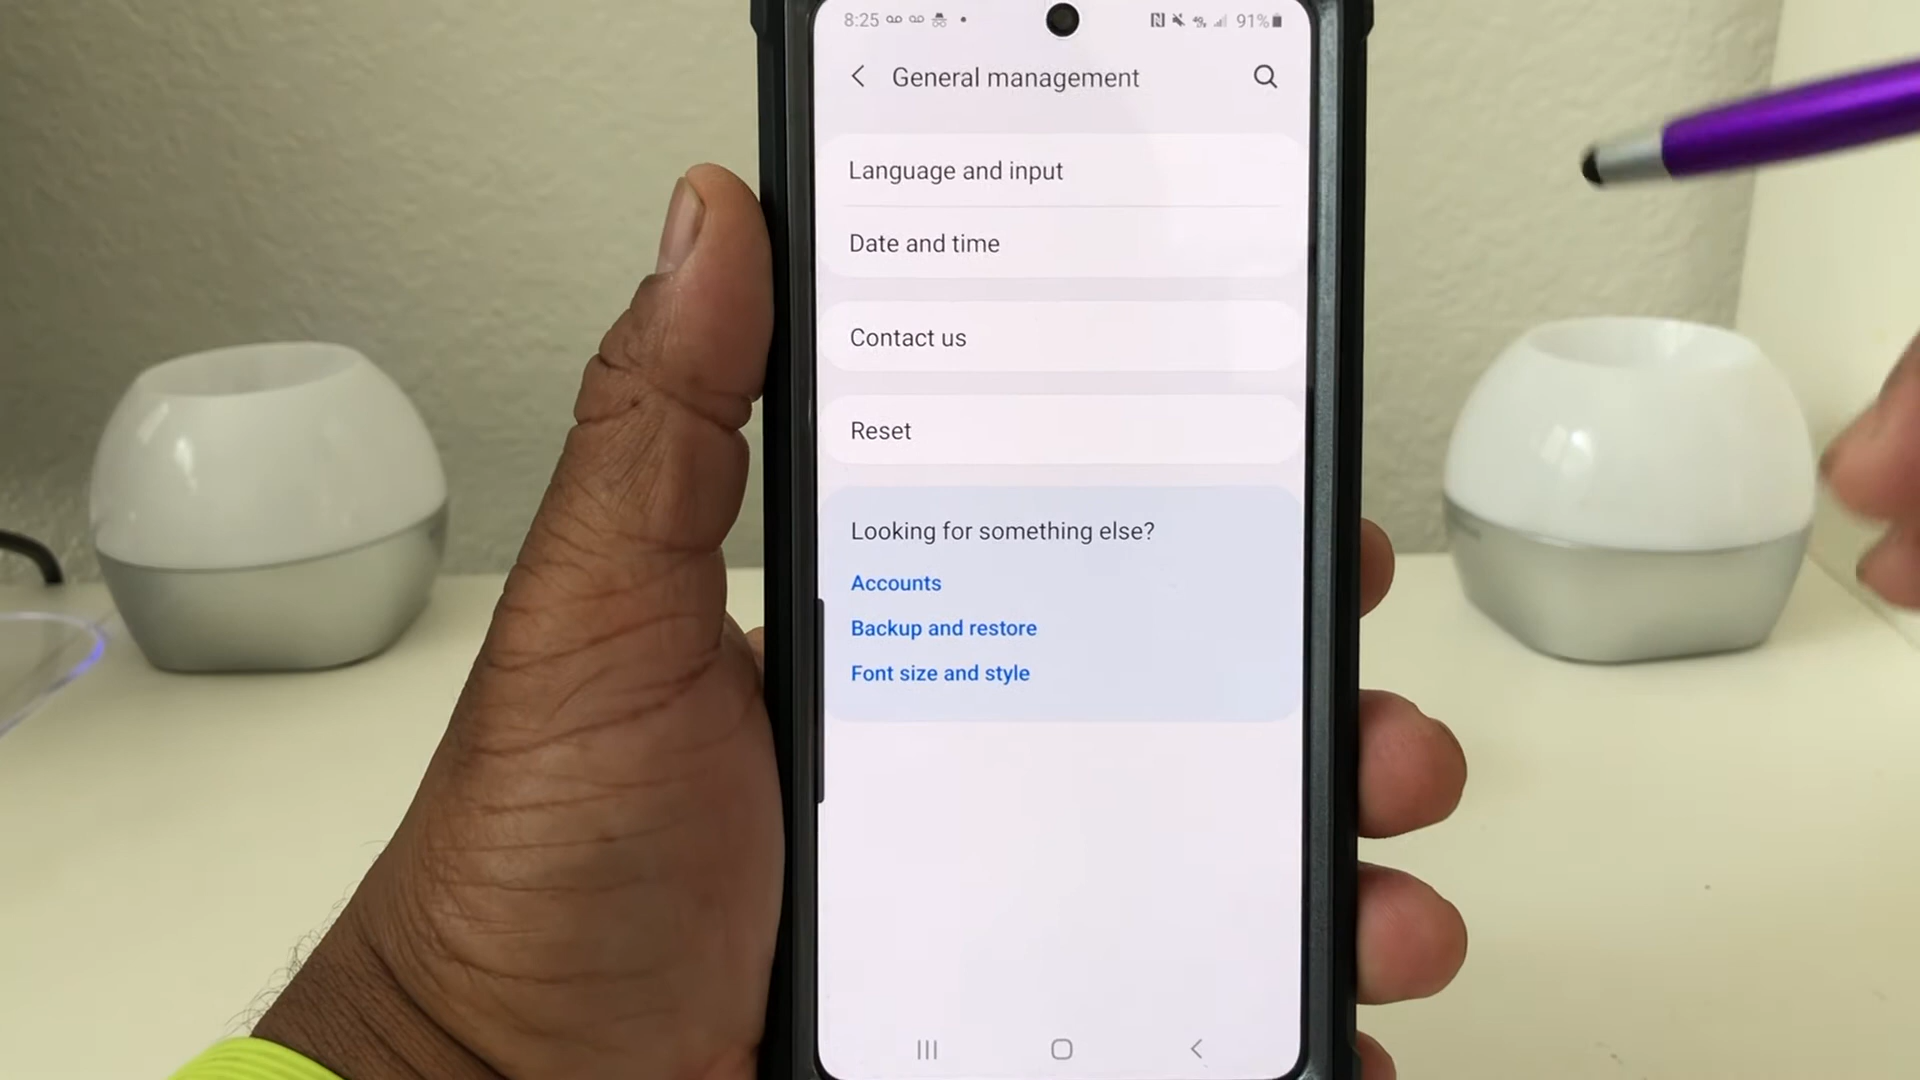 8:25 91%
General management
Language and input
Date and time
Contact us
Reset
Looking for something else?
Accounts
Backup and restore
Font size and style